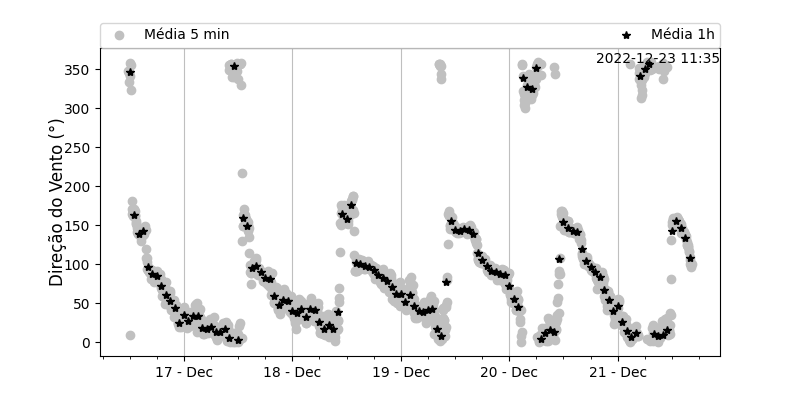 Média 5 min
Média 1h
2022-12-23 11:35
Direção do Vento (°)
350
300
250
200
150
100
50
0
17 - Dec
18 - Dec
19 - Dec
20 - Dec
21 - Dec